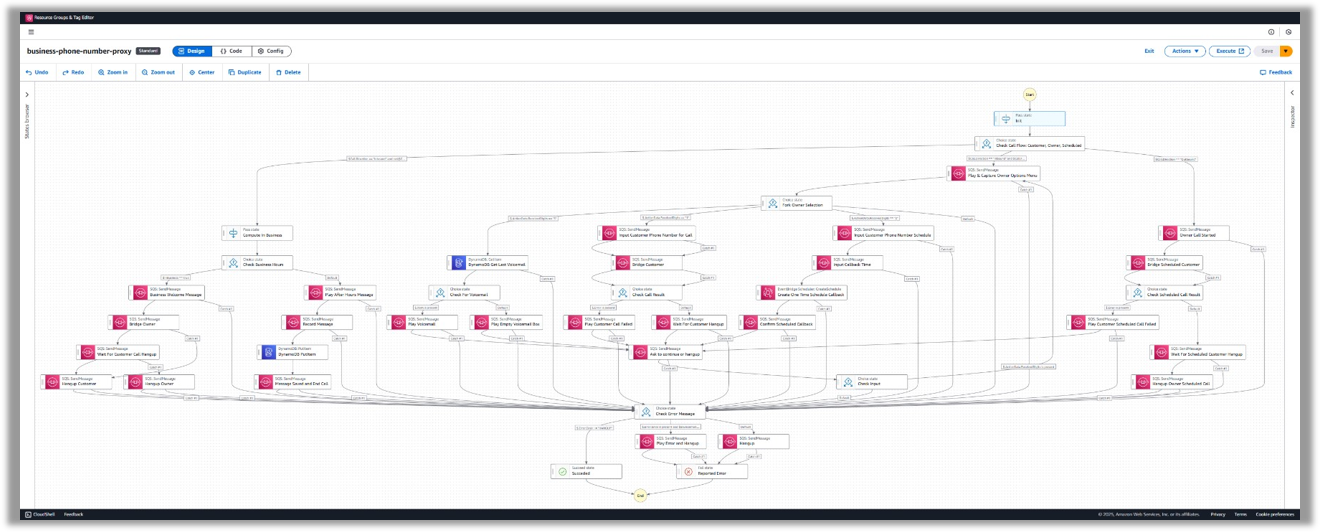 Resource Groups & Tag Editor
business-phone-number-proxy
Standard
Design
Code
Config
Exit
Actions
Execute
Save
Undo
Redo
Zoom in
Zoom out
Center
Duplicate
Delete
Feedback
States browser
Start
Pass state
Init
Choice state
Check Call Flow: Customer, Owner, Scheduled
SQS: SendMessage
Play & Capture Owner Options Menu
Catch #1
Choice state
Fork Owner Selection
Default
Pass state
Compute In Business
SQS: SendMessage
Input Customer Phone Number for Call
SQS: SendMessage
Input Customer Phone Number Schedule
SQS: SendMessage
Owner Call Started
Choice state
Check Business Hours
DynamoDB: GetItem
DynamoDB Get Last Voicemail
SQS: SendMessage
Bridge Customer
SQS: SendMessage
Input Callback Time
SQS: SendMessage
Bridge Scheduled Customer
Default
SQS: SendMessage
Business Welcome Message
SQS: SendMessage
Play After Hours Message
Choice state
Check For Voicemail
Choice state
Check Call Result
EventBridge Scheduler: CreateSchedule
Create One Time Schedule Callback
Choice state
Check Scheduled Call Result
SQS: SendMessage
Bridge Owner
SQS: SendMessage
Record Message
SQS: SendMessage
Play Voicemail
SQS: SendMessage
Play Empty Voicemail Box
SQS: SendMessage
Play Customer Call Failed
SQS: SendMessage
Wait For Customer Hangup
SQS: SendMessage
Confirm Scheduled Callback
SQS: SendMessage
Play Customer Scheduled Call Failed
SQS: SendMessage
Wait For Customer Call Hangup
DynamoDB: PutItem
DynamoDB PutItem
SQS: SendMessage
Ask to continue or hangup
SQS: SendMessage
Wait For Scheduled Customer Hangup
SQS: SendMessage
Hangup Customer
SQS: SendMessage
Hangup Owner
SQS: SendMessage
Message Saved and End Call
Choice state
Check Input
SQS: SendMessage
Hangup Owner Scheduled Call
Choice state
Check Error Message
Default
SQS: SendMessage
Play Error and Hangup
SQS: SendMessage
Hangup
Succeed state
Succeeded
Fail state
Reported Error
End
CloudShell
Feedback
© 2025, Amazon Web Services, Inc. or its affiliates.
Privacy
Terms
Cookie preferences